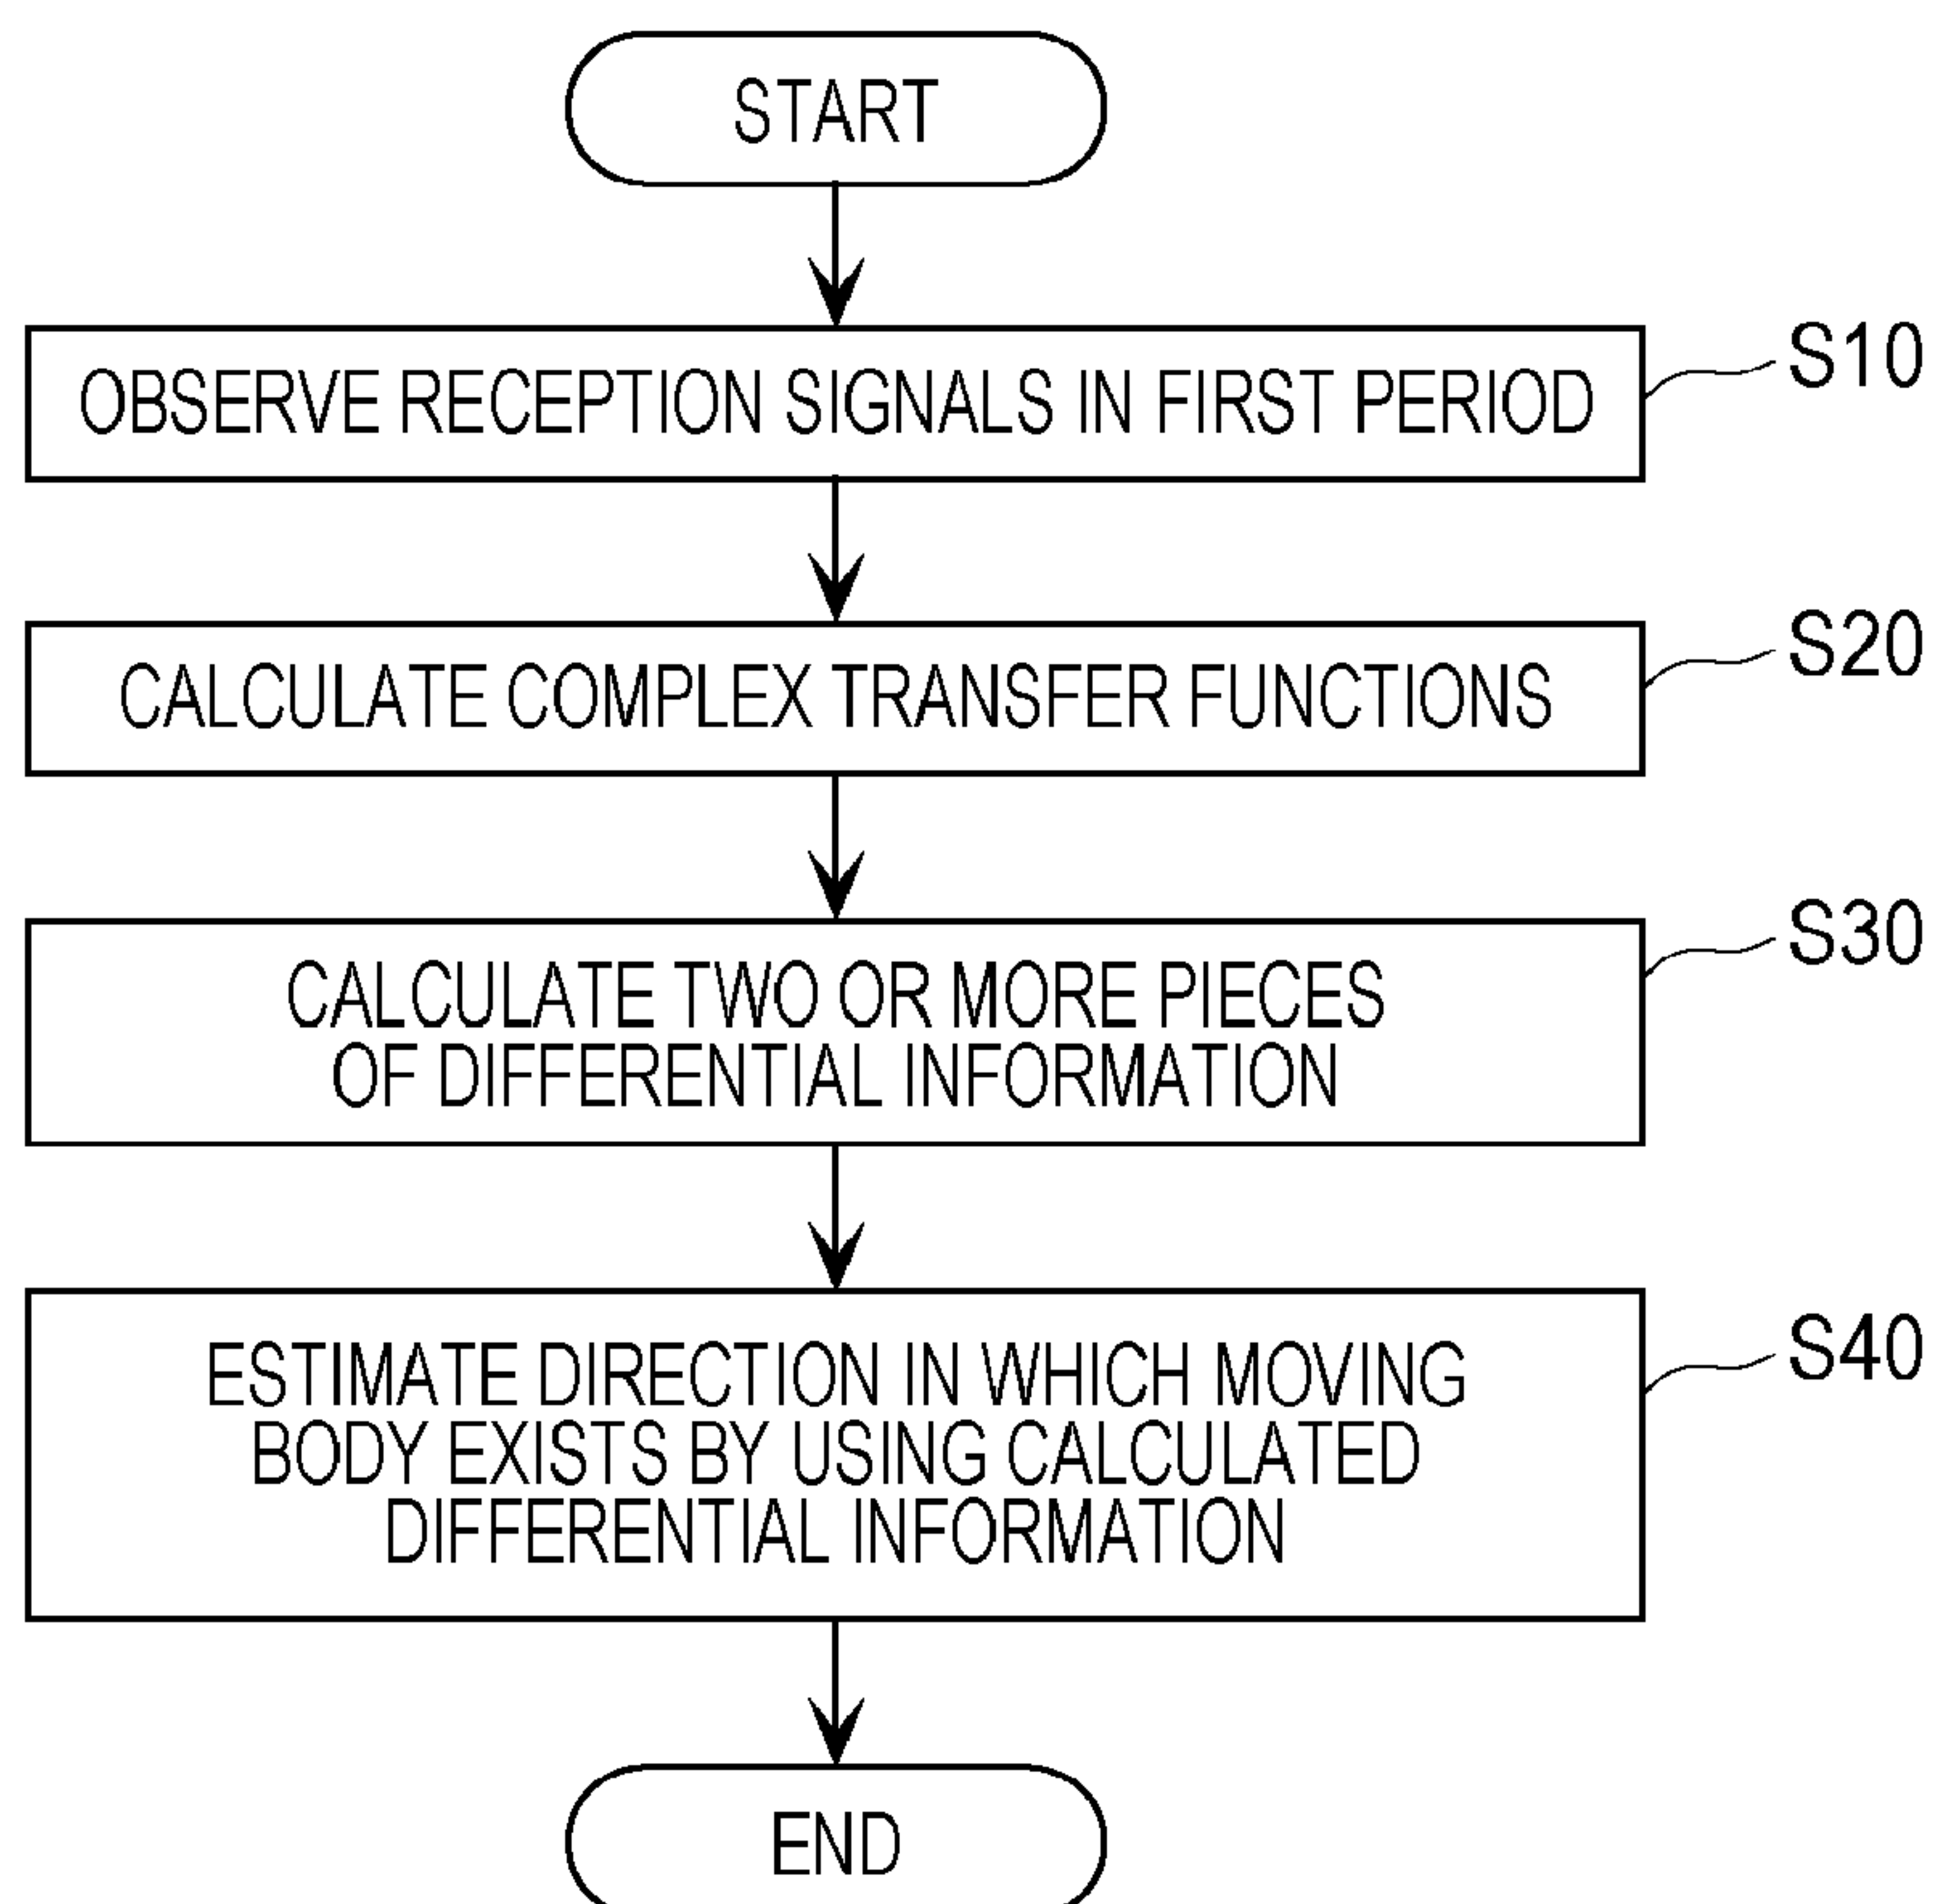 START
OBSERVE RECEPTION SIGNALS IN FIRST PERIOD
S10
CALCULATE COMPLEX TRANSFER FUNCTIONS
S20
CALCULATE TWO OR MORE PIECES
OF DIFFERENTIAL INFORMATION
S30
ESTIMATE DIRECTION IN WHICH MOVING
BODY EXISTS BY USING CALCULATED
DIFFERENTIAL INFORMATION
S40
END